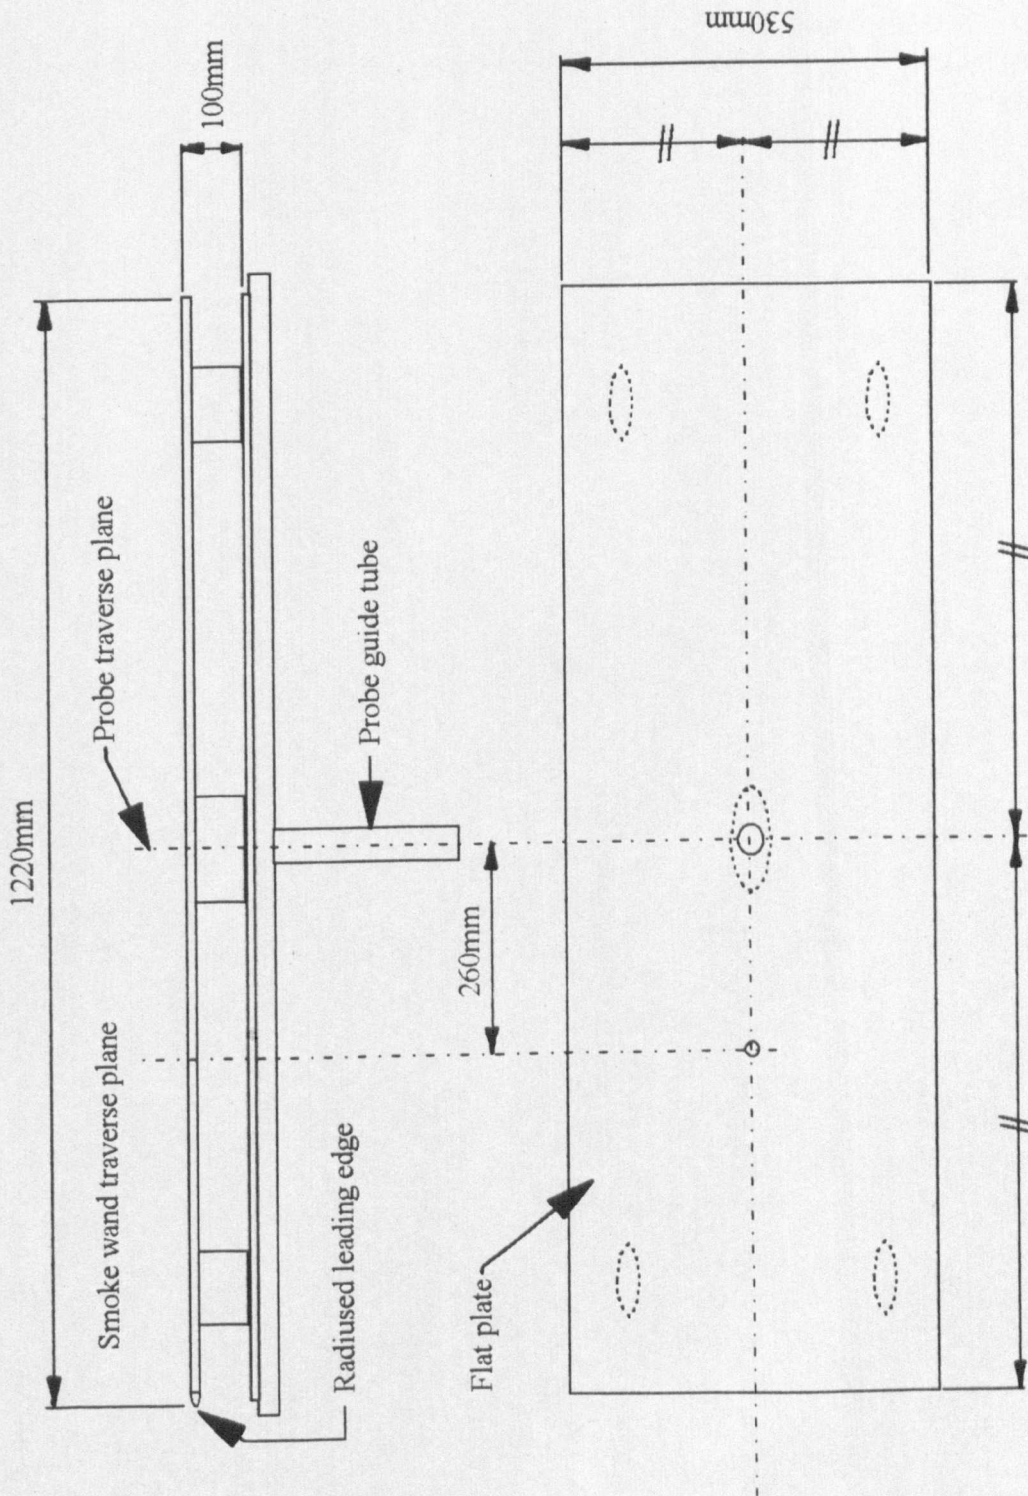 1220mm
100mm
Probe traverse plane
Smoke wand traverse plane
Radiused leading edge
Probe guide tube
260mm
Flat plate
530mm